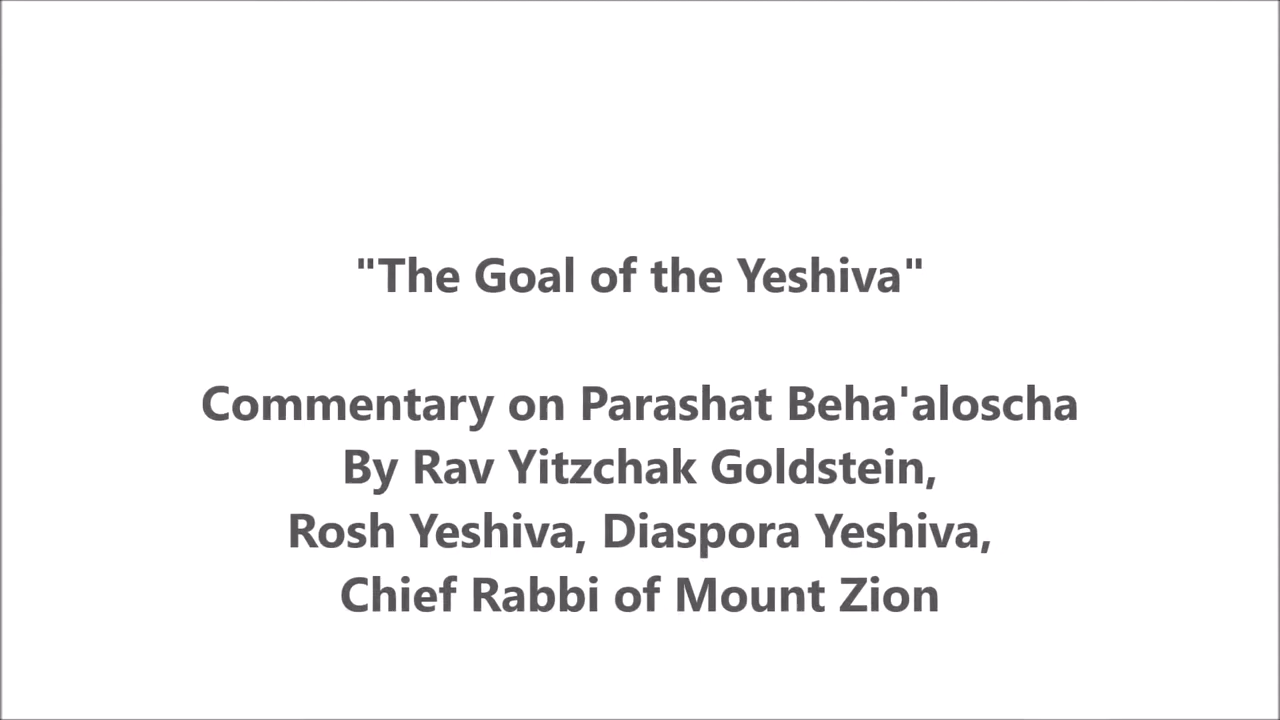 "The Goal of the Yeshiva"
Commentary on Parashat Beha'aloscha
By Rav Yitzchak Goldstein,
Rosh Yeshiva, Diaspora Yeshiva,
Chief Rabbi of Mount Zion